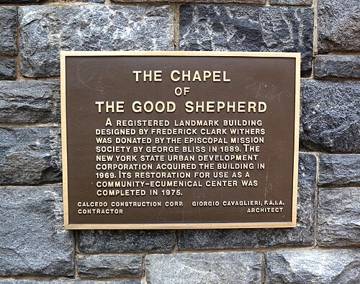 THE CHAPEL
OF
THE GOOD SHEPHERD
A REGISTERED LANDMARK BUILDING
DESIGNED BY FREDERICK CLARK WITHERS
WAS DONATED BY THE EPISCOPAL MISSION
SOCIETY BY GEORGE BLISS IN 1889. THE
NEW YORK STATE URBAN DEVELOPMENT
CORPORATION ACQUIRED THE BUILDING IN
1969. ITS RESTORATION FOR USE AS A
COMMUNITY-ECUMENICAL CENTER WAS
COMPLETED IN 1975.
CALCEDO CONSTRUCTION CORP. GIORGIO CAVAGLIERI, F.A.I.A.
CONTRACTOR ARCHITECT